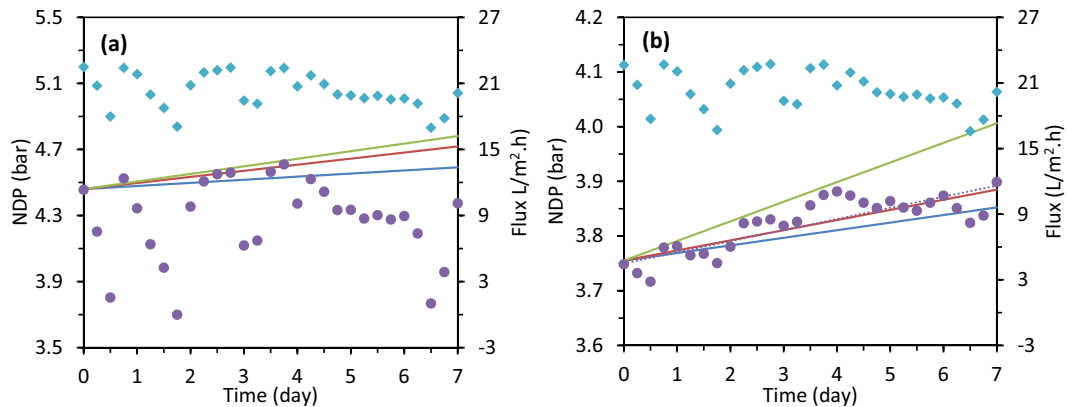 (a)
NDP (bar)
5.5
5.1
4.7
4.3
3.9
3.5
27
21
15
9
3
-3
Flux L/m².h)
0 1 2 3 4 5 6 7
Time (day)
(b)
NDP (bar)
4.2
4.1
4.0
3.9
3.8
3.7
3.6
27
21
15
9
3
-3
Flux L/m².h)
0 1 2 3 4 5 6 7
Time (day)